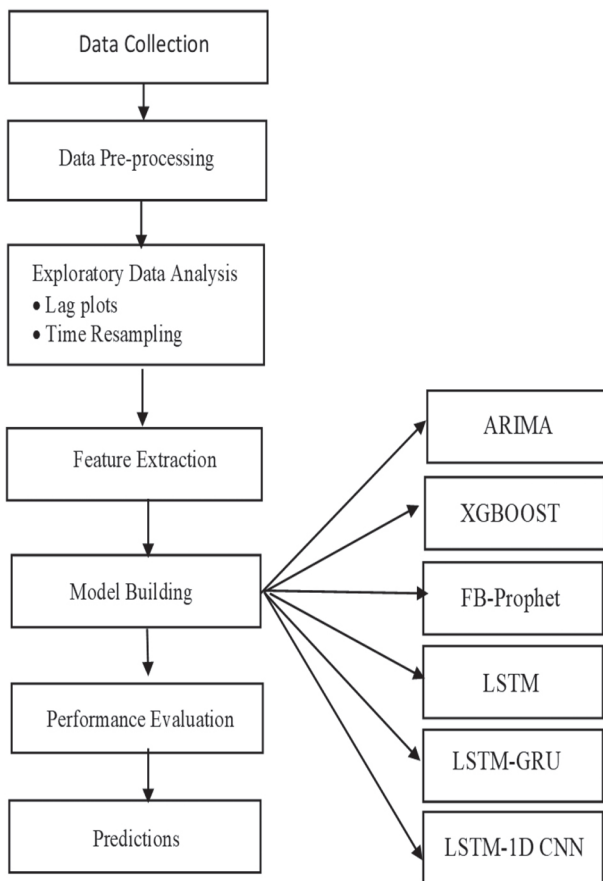 Data Collection
Data Pre-processing
Exploratory Data Analysis
• Lag plots
• Time Resampling
Feature Extraction
Model Building
Performance Evaluation
Predictions
ARIMA
XGBOOST
FB-Prophet
LSTM
LSTM-GRU
LSTM-1D CNN